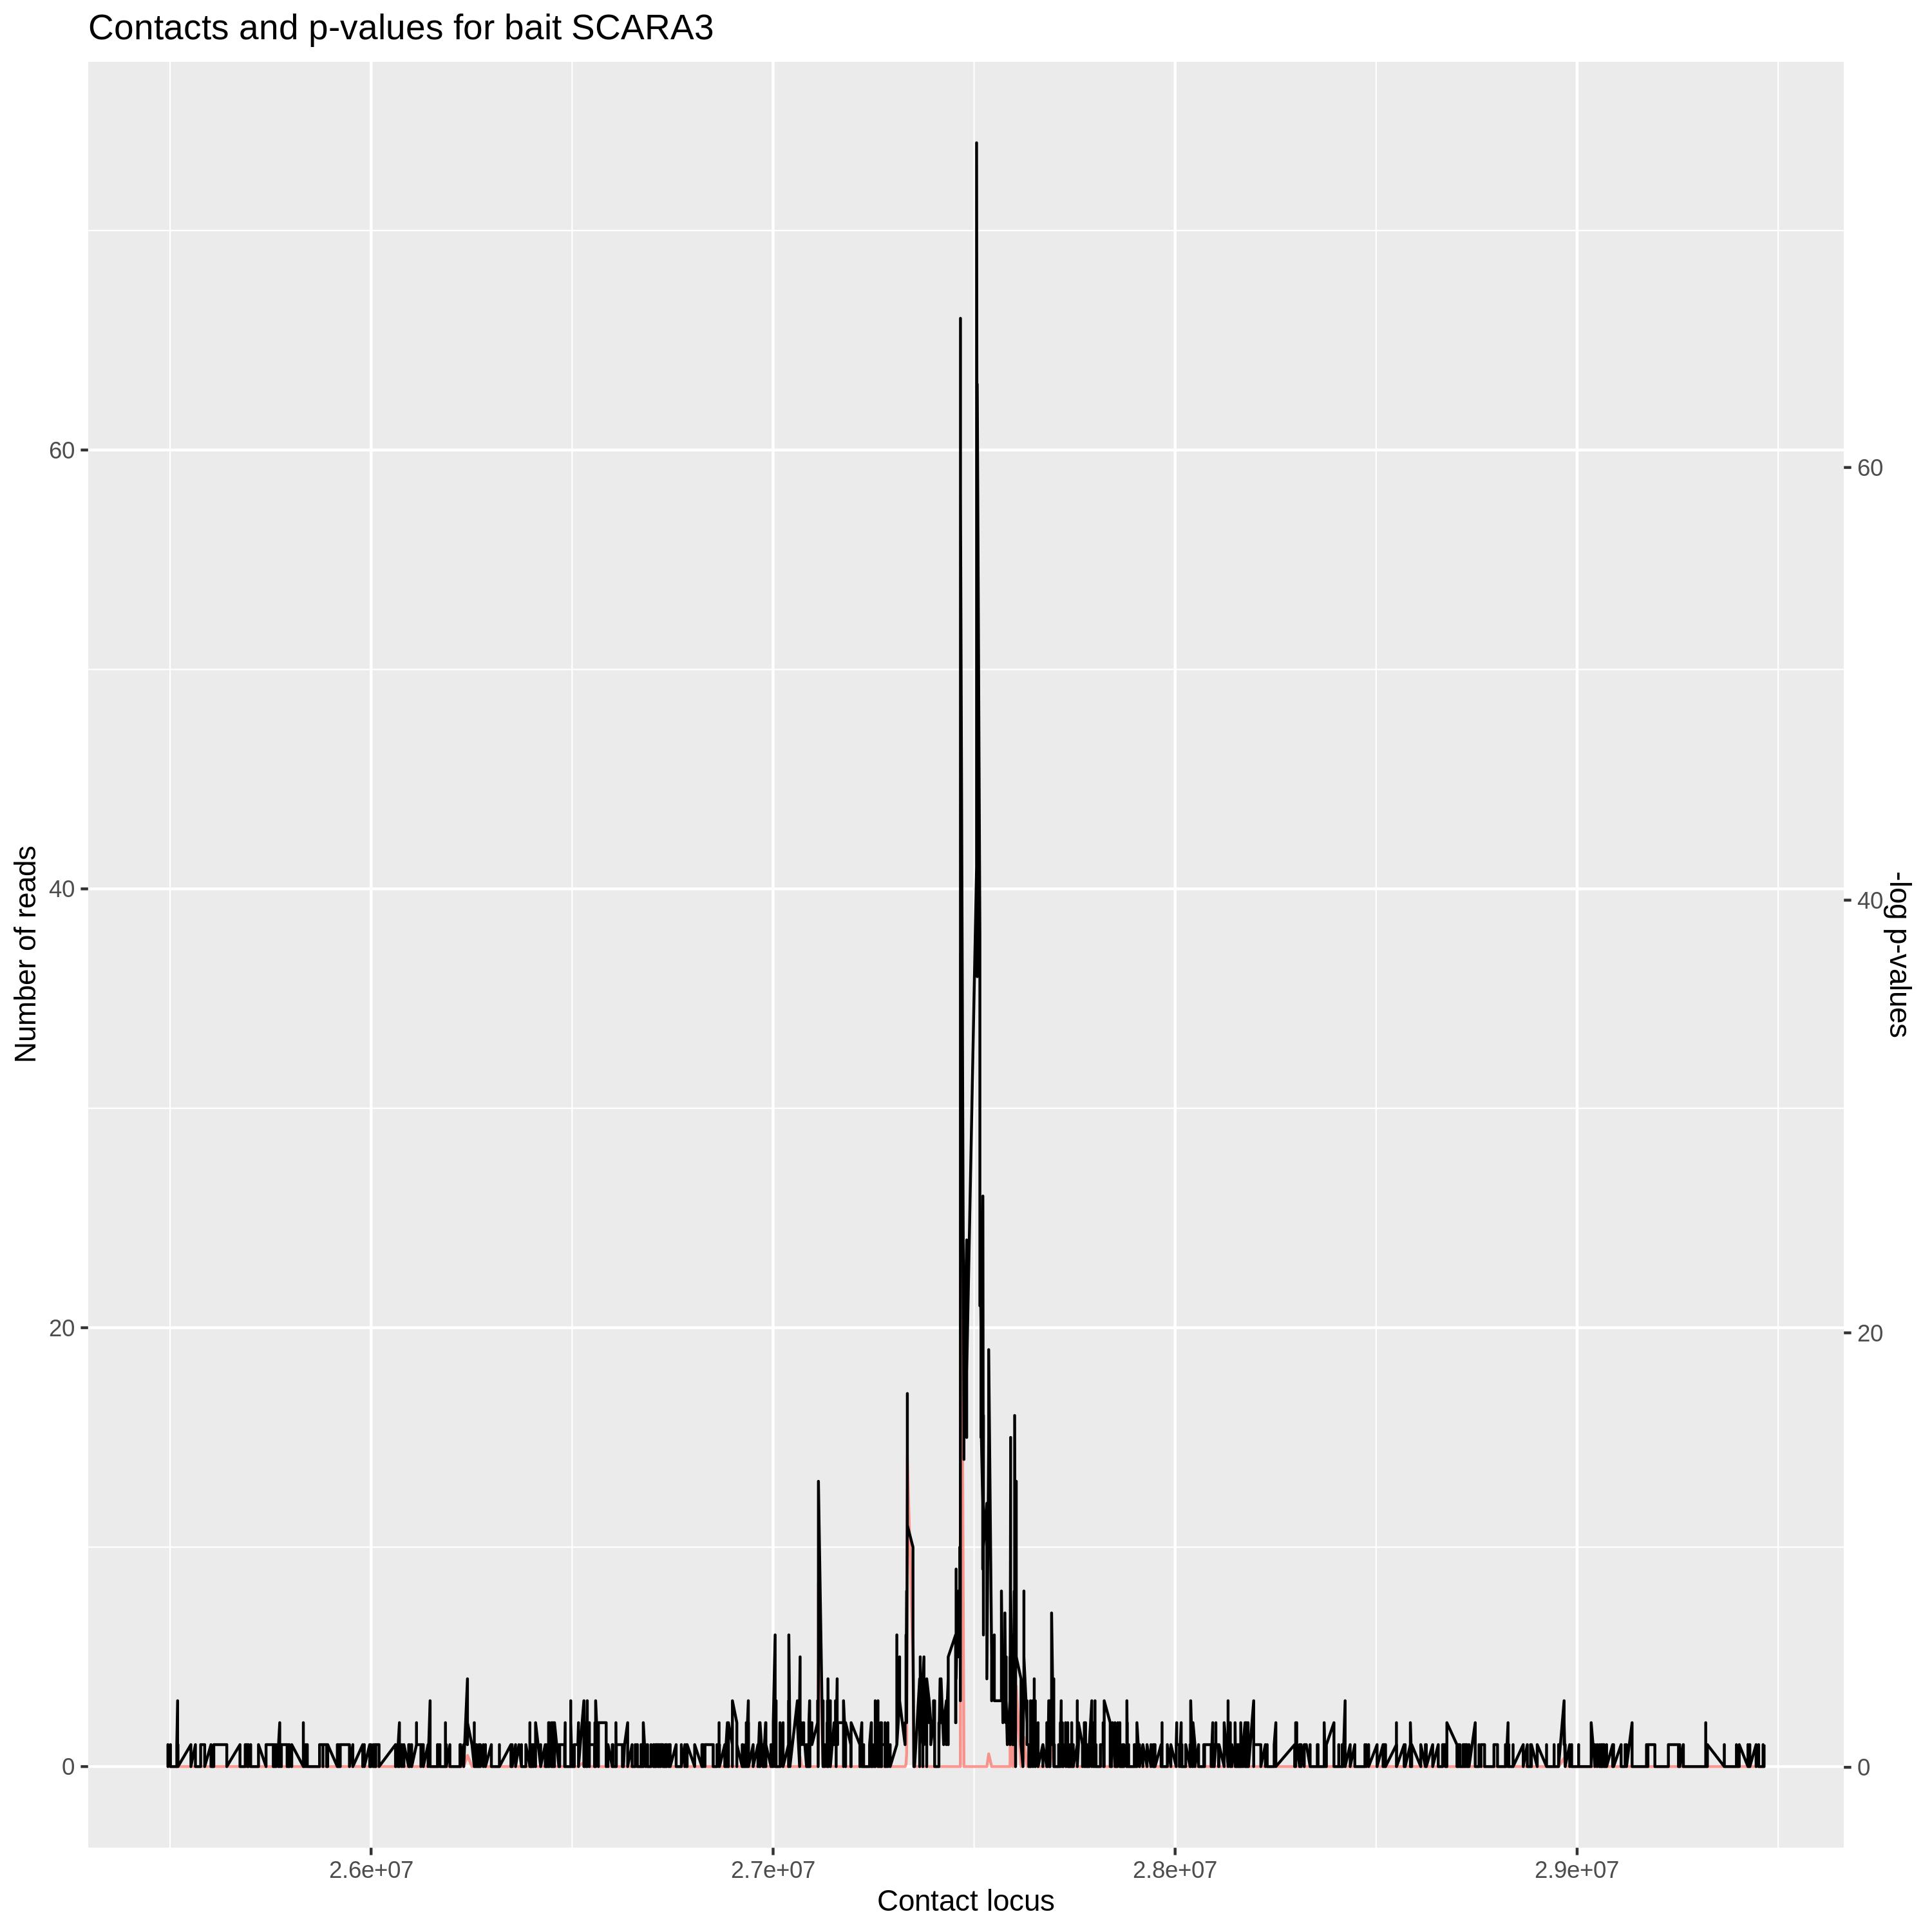 Contacts and p-values for bait SCARA3
Number of reads
60
40
20
0
60
40
20
0
-log p-values
2.6e+07 2.7e+07 2.8e+07 2.9e+07
Contact locus